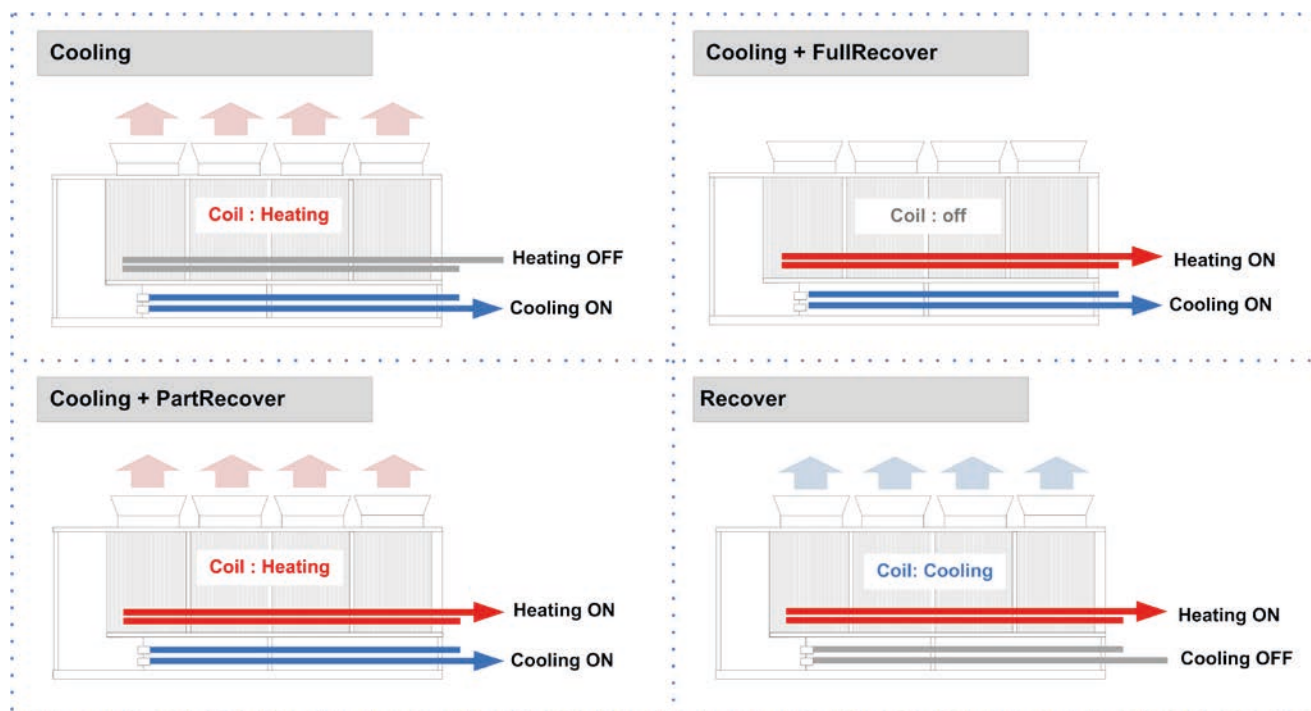 Cooling
Coil : Heating
Heating OFF
Cooling ON
Cooling + FullRecover
Coil : off
Heating ON
Cooling ON
Cooling + PartRecover
Coil : Heating
Heating ON
Cooling ON
Recover
Coil: Cooling
Heating ON
Cooling OFF